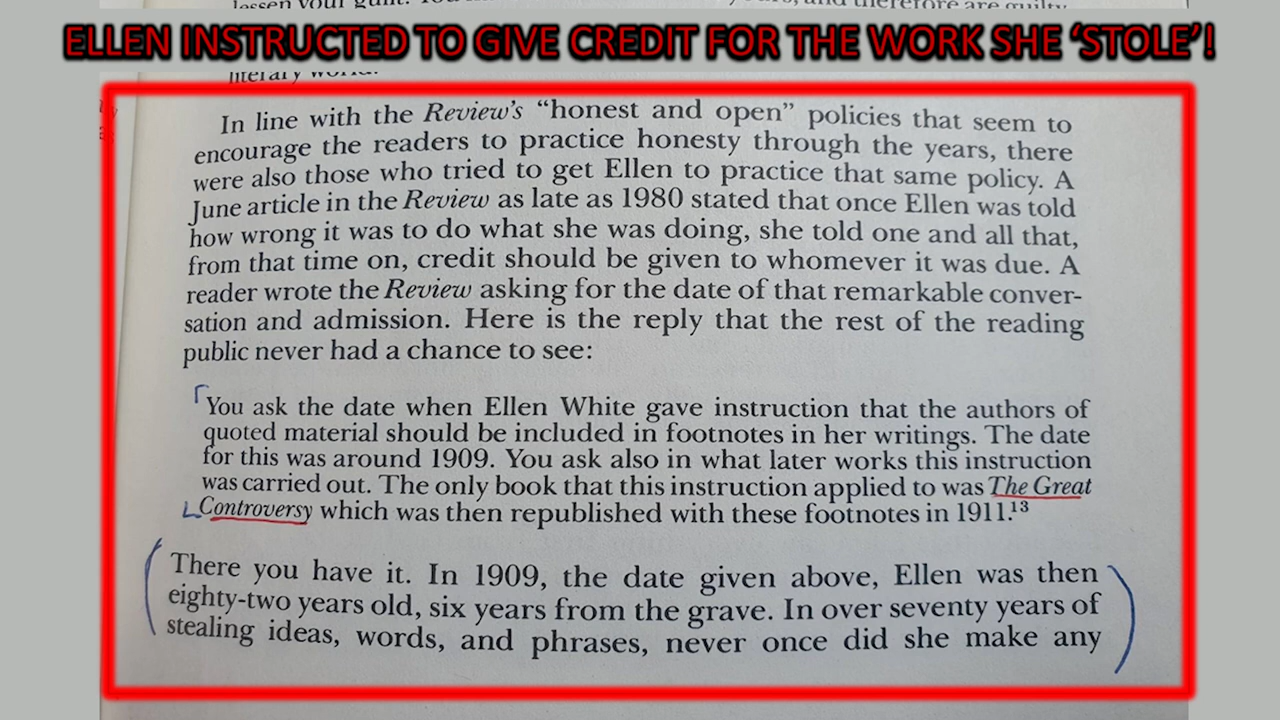 ELLEN INSTRUCTED TO GIVE CREDIT FOR THE WORK SHE ‘STOLE’!
In line with the Review’s “honest and open” policies that seem to
encourage the readers to practice honesty through the years, there
were also those who tried to get Ellen to practice that same policy. A
June article in the Review as late as 1980 stated that once Ellen was told
how wrong it was to do what she was doing, she told one and all that,
from that time on, credit should be given to whomever it was due. A
reader wrote the Review asking for the date of that remarkable conver-
sation and admission. Here is the reply that the rest of the reading
public never had a chance to see:
You ask the date when Ellen White gave instruction that the authors of
quoted material should be included in footnotes in her writings. The date
for this was around 1909. You ask also in what later works this instruction
was carried out. The only book that this instruction applied to was The Great
Controversy which was then republished with these footnotes in 1911.¹³
There you have it. In 1909, the date given above, Ellen was then
eighty-two years old, six years from the grave. In over seventy years of
stealing ideas, words, and phrases, never once did she make any